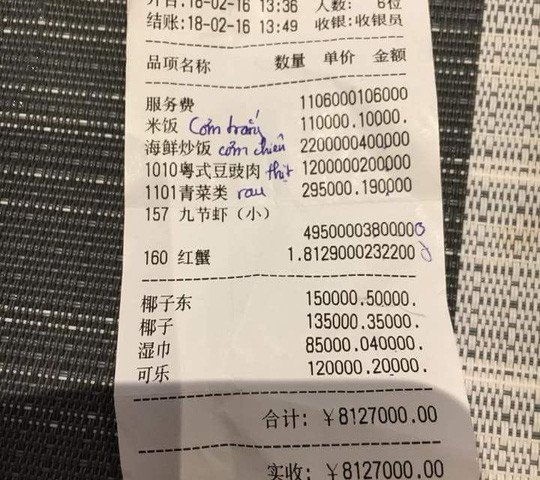 开台:18-02-16 13:36 人数: 6位
结账:18-02-16 13:49 收银:收银员
品项名称 数量 单价 金额
服务费 1106000106000
米饭 Cơm trắng 110000.10000.
海鲜炒饭 cơm chiên 2200000400000
1010粤式豆豉肉 thịt 1200000200000
1101青菜类 rau 295000.190000
157 九节虾（小）
49500003800000
160 红蟹 1.8129000232200
椰子东 150000.50000.
椰子 135000.35000.
湿巾 85000.040000.
可乐 120000.20000.
合计: ￥8127000.00
实收: ￥8127000.00